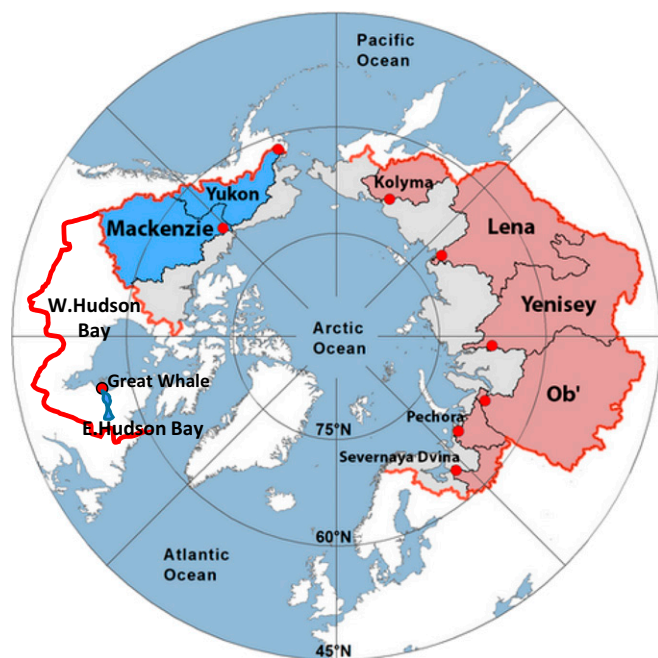 Pacific
Ocean
Kolyma
Yukon
Mackenzie
Lena
W.Hudson
Bay
Yenisey
Arctic
Ocean
Great Whale
Ob'
Pechora
E.Hudson Bay
75°N
Severnaya Dvina
60°N
Atlantic
Ocean
45°N